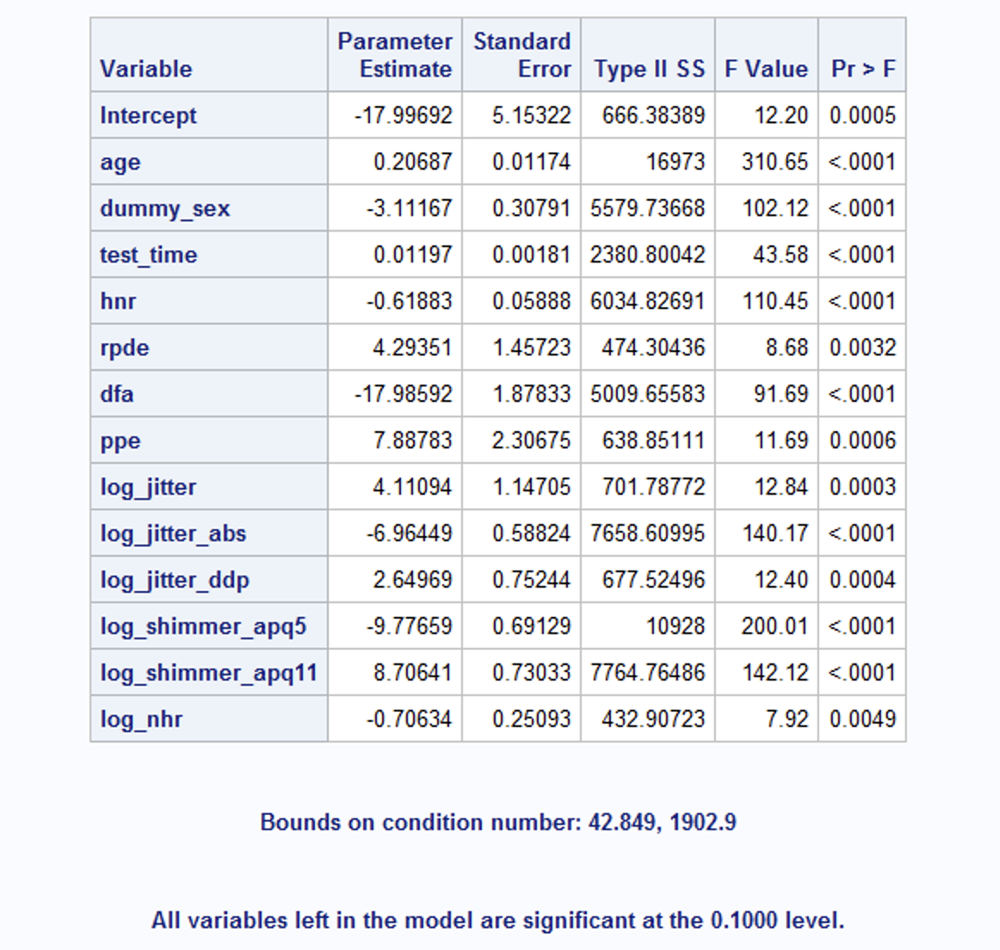 Variable Parameter Estimate Standard Error Type II SS F Value Pr > F
Intercept -17.99692 5.15322 666.38389 12.20 0.0005
age 0.20687 0.01174 16973 310.65 <.0001
dummy_sex -3.11167 0.30791 5579.73668 102.12 <.0001
test_time 0.01197 0.00181 2380.80042 43.58 <.0001
hnr -0.61883 0.05888 6034.82691 110.45 <.0001
rpde 4.29351 1.45723 474.30436 8.68 0.0032
dfa -17.98592 1.87833 5009.65583 91.69 <.0001
ppe 7.88783 2.30675 638.85111 11.69 0.0006
log_jitter 4.11094 1.14705 701.78772 12.84 0.0003
log_jitter_abs -6.96449 0.58824 7658.60995 140.17 <.0001
log_jitter_ddp 2.64969 0.75244 677.52496 12.40 0.0004
log_shimmer_apq5 -9.77659 0.69129 10928 200.01 <.0001
log_shimmer_apq11 8.70641 0.73033 7764.76486 142.12 <.0001
log_nhr -0.70634 0.25093 432.90723 7.92 0.0049
Bounds on condition number: 42.849, 1902.9
All variables left in the model are significant at the 0.1000 level.